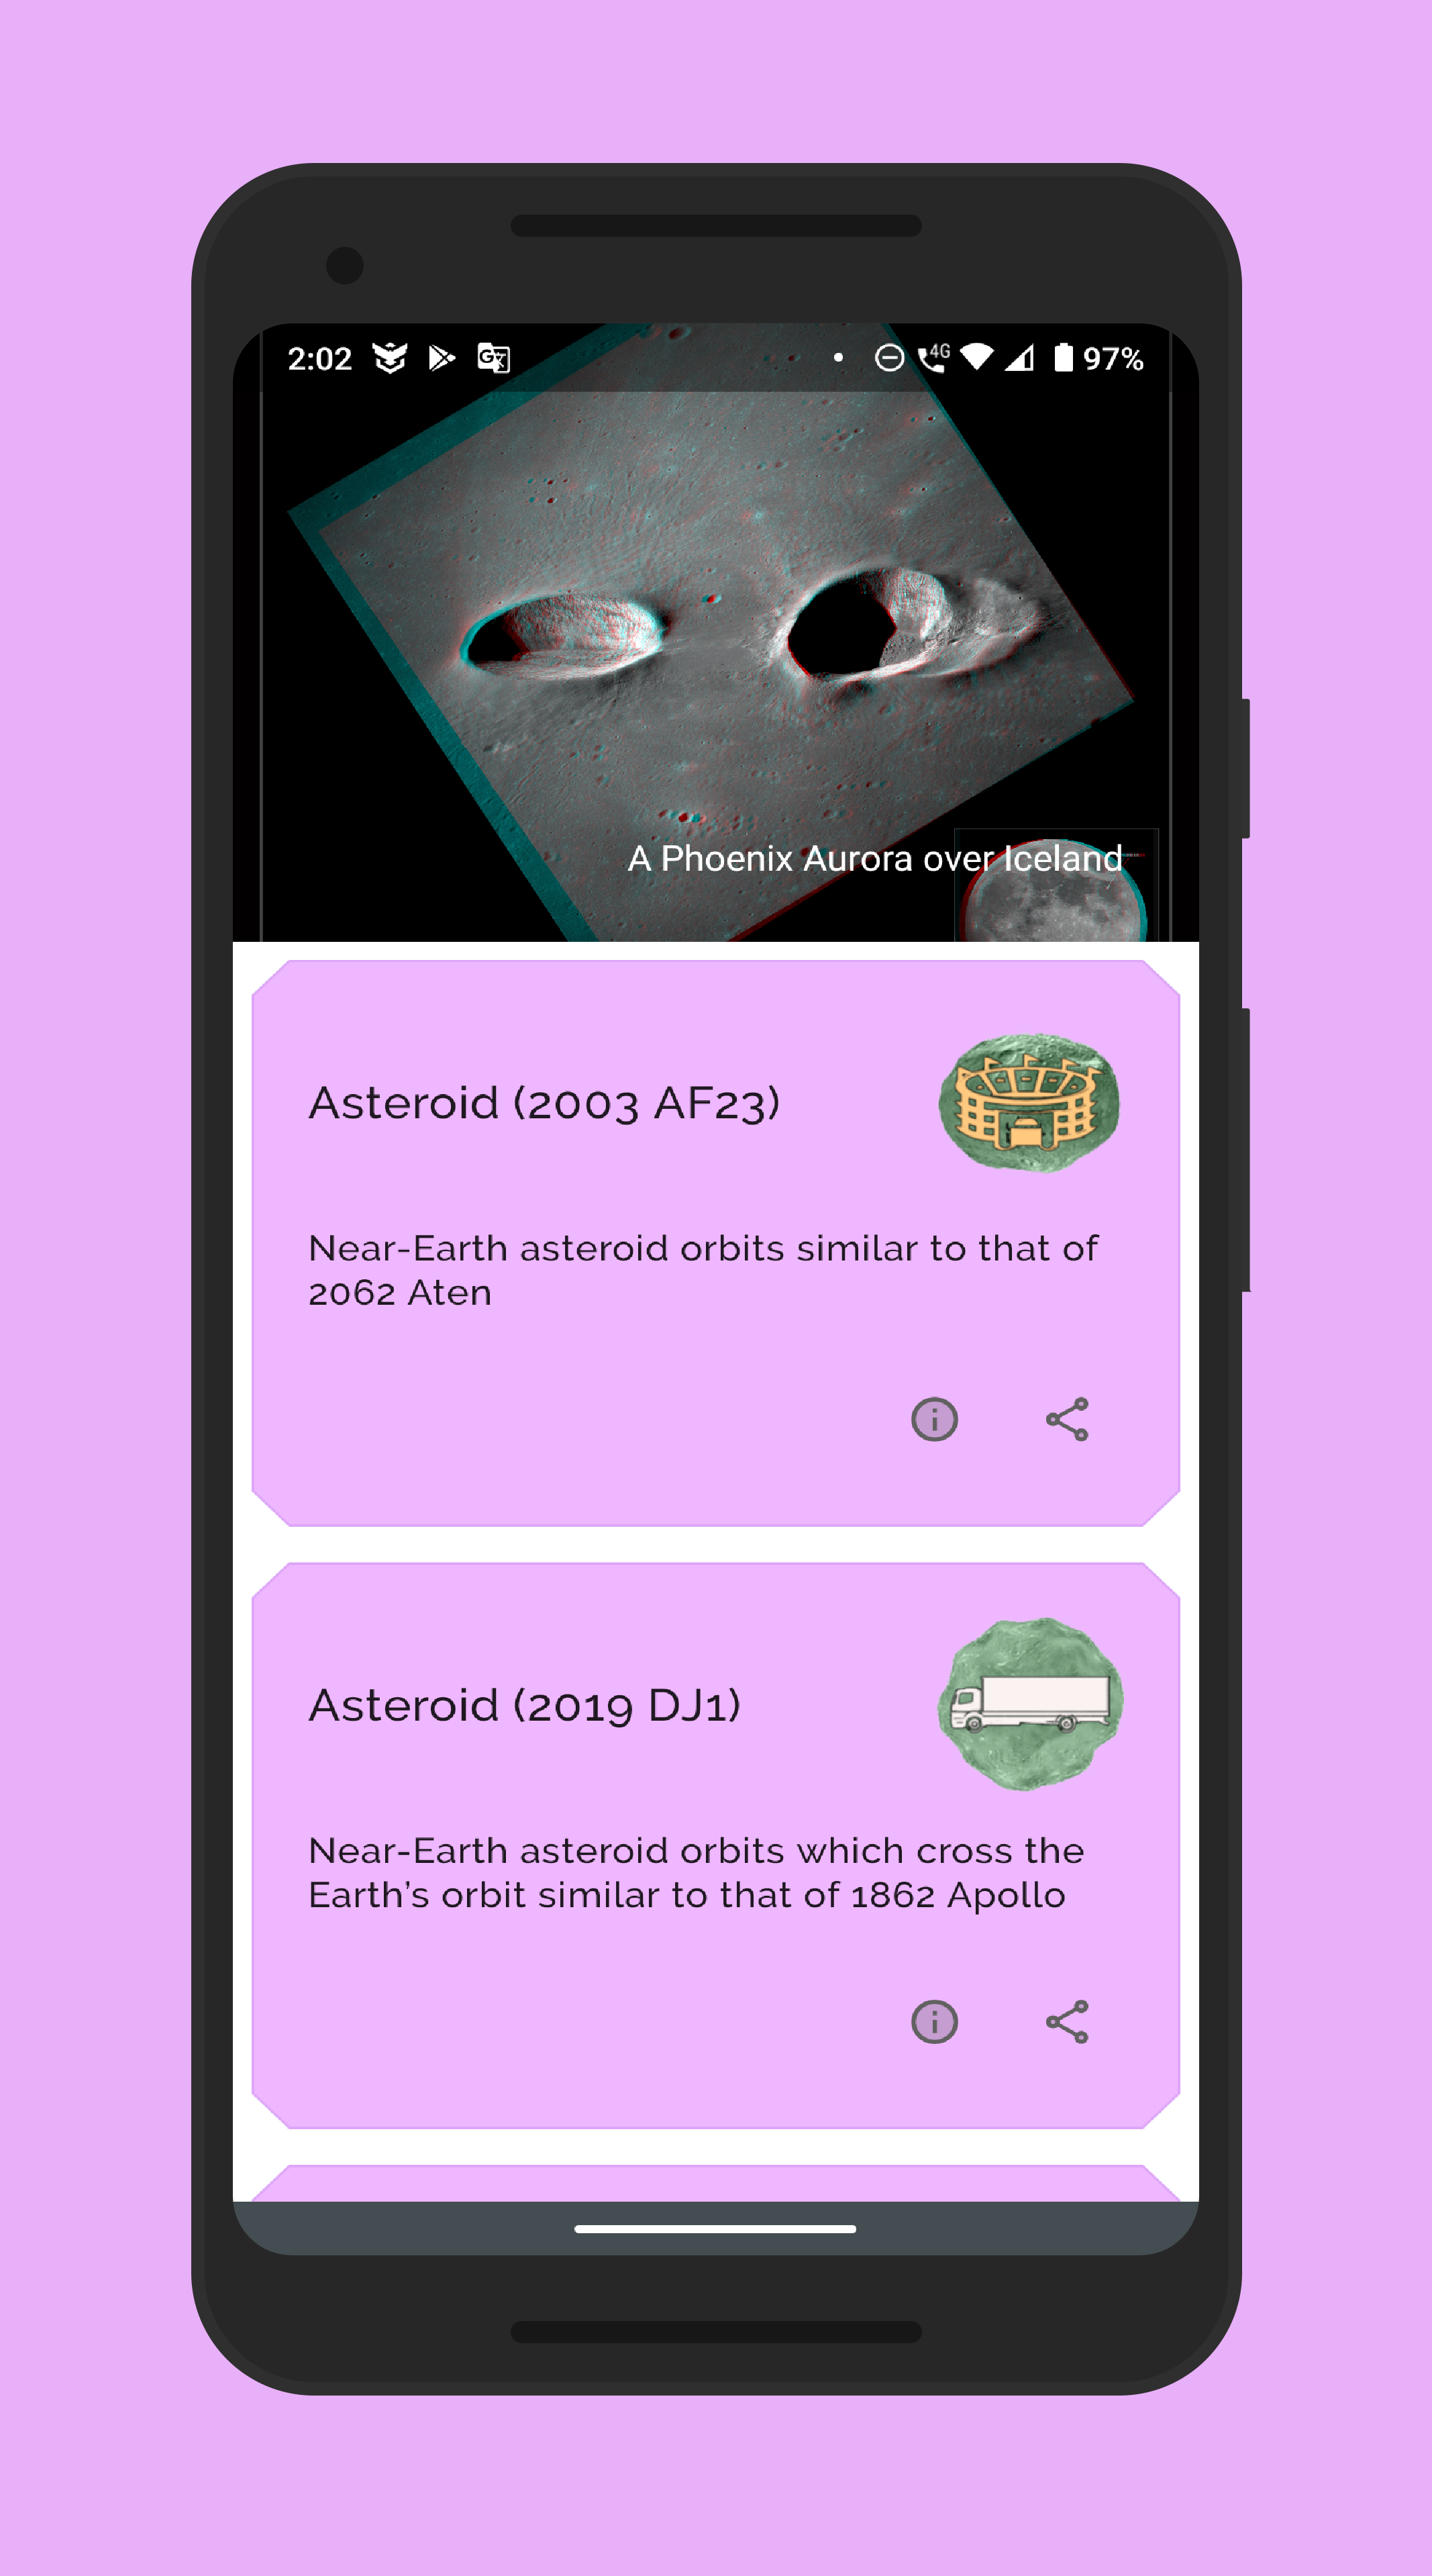 2:02 4G 97%
A Phoenix Aurora over Iceland
Asteroid (2003 AF23)
Near-Earth asteroid orbits similar to that of
2062 Aten
Asteroid (2019 DJ1)
Near-Earth asteroid orbits which cross the
Earth's orbit similar to that of 1862 Apollo